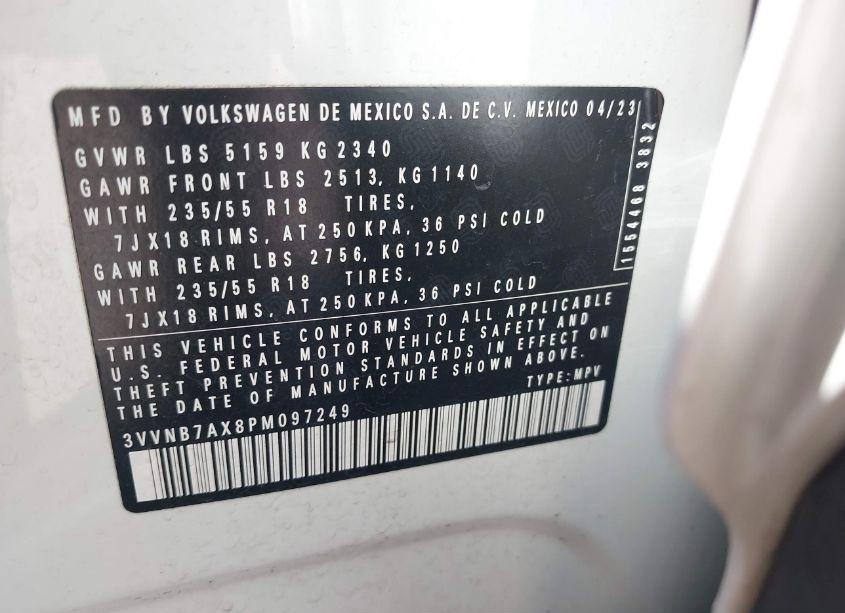 MFD BY VOLKSWAGEN DE MEXICO S.A. DE C.V. MEXICO 04/23
GVWR LBS 5159 KG 2340
GAWR FRONT LBS 2513, KG 1140
WITH 235/55 R18 TIRES,
7JX18 RIMS, AT 250 KPA, 36 PSI COLD
GAWR REAR LBS 2756, KG 1250
WITH 235/55 R18 TIRES,
7JX18 RIMS, AT 250 KPA, 36 PSI COLD
1554468 3832
THIS VEHICLE CONFORMS TO ALL APPLICABLE
U.S. FEDERAL MOTOR VEHICLE SAFETY AND
THEFT PREVENTION STANDARDS IN EFFECT ON
THE DATE OF MANUFACTURE SHOWN ABOVE.
3VVNB7AX8PM097249 TYPE: MPV